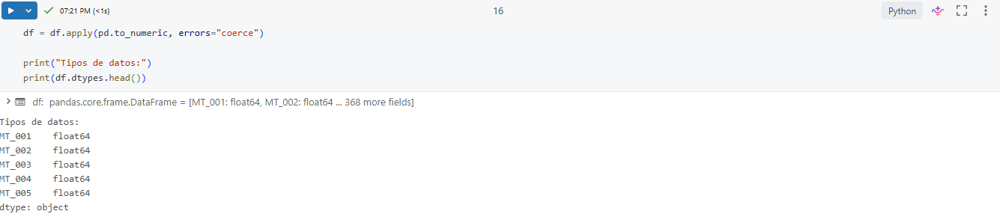 07:21 PM (<1s)
16
Python
df = df.apply(pd.to_numeric, errors="coerce")
print("Tipos de datos:")
print(df.dtypes.head())
df: pandas.core.frame.DataFrame = [MT_001: float64, MT_002: float64 ... 368 more fields]
Tipos de datos:
MT_001    float64
MT_002    float64
MT_003    float64
MT_004    float64
MT_005    float64
dtype: object